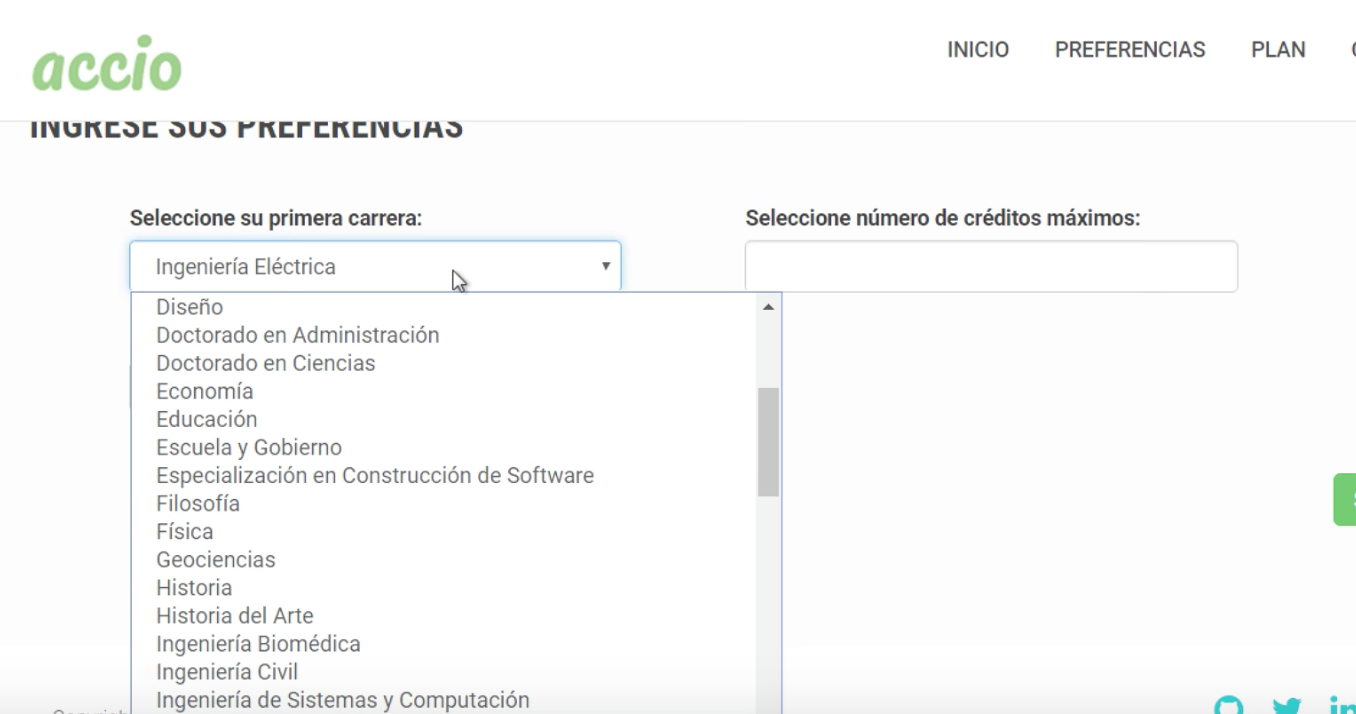 accio
INICIO PREFERENCIAS PLAN
INGRESE SUS PREFERENCIAS
Seleccione su primera carrera:
Seleccione número de créditos máximos:
Ingeniería Eléctrica
Diseño
Doctorado en Administración
Doctorado en Ciencias
Economía
Educación
Escuela y Gobierno
Especialización en Construcción de Software
Filosofía
Física
Geociencias
Historia
Historia del Arte
Ingeniería Biomédica
Ingeniería Civil
Ingeniería de Sistemas y Computación